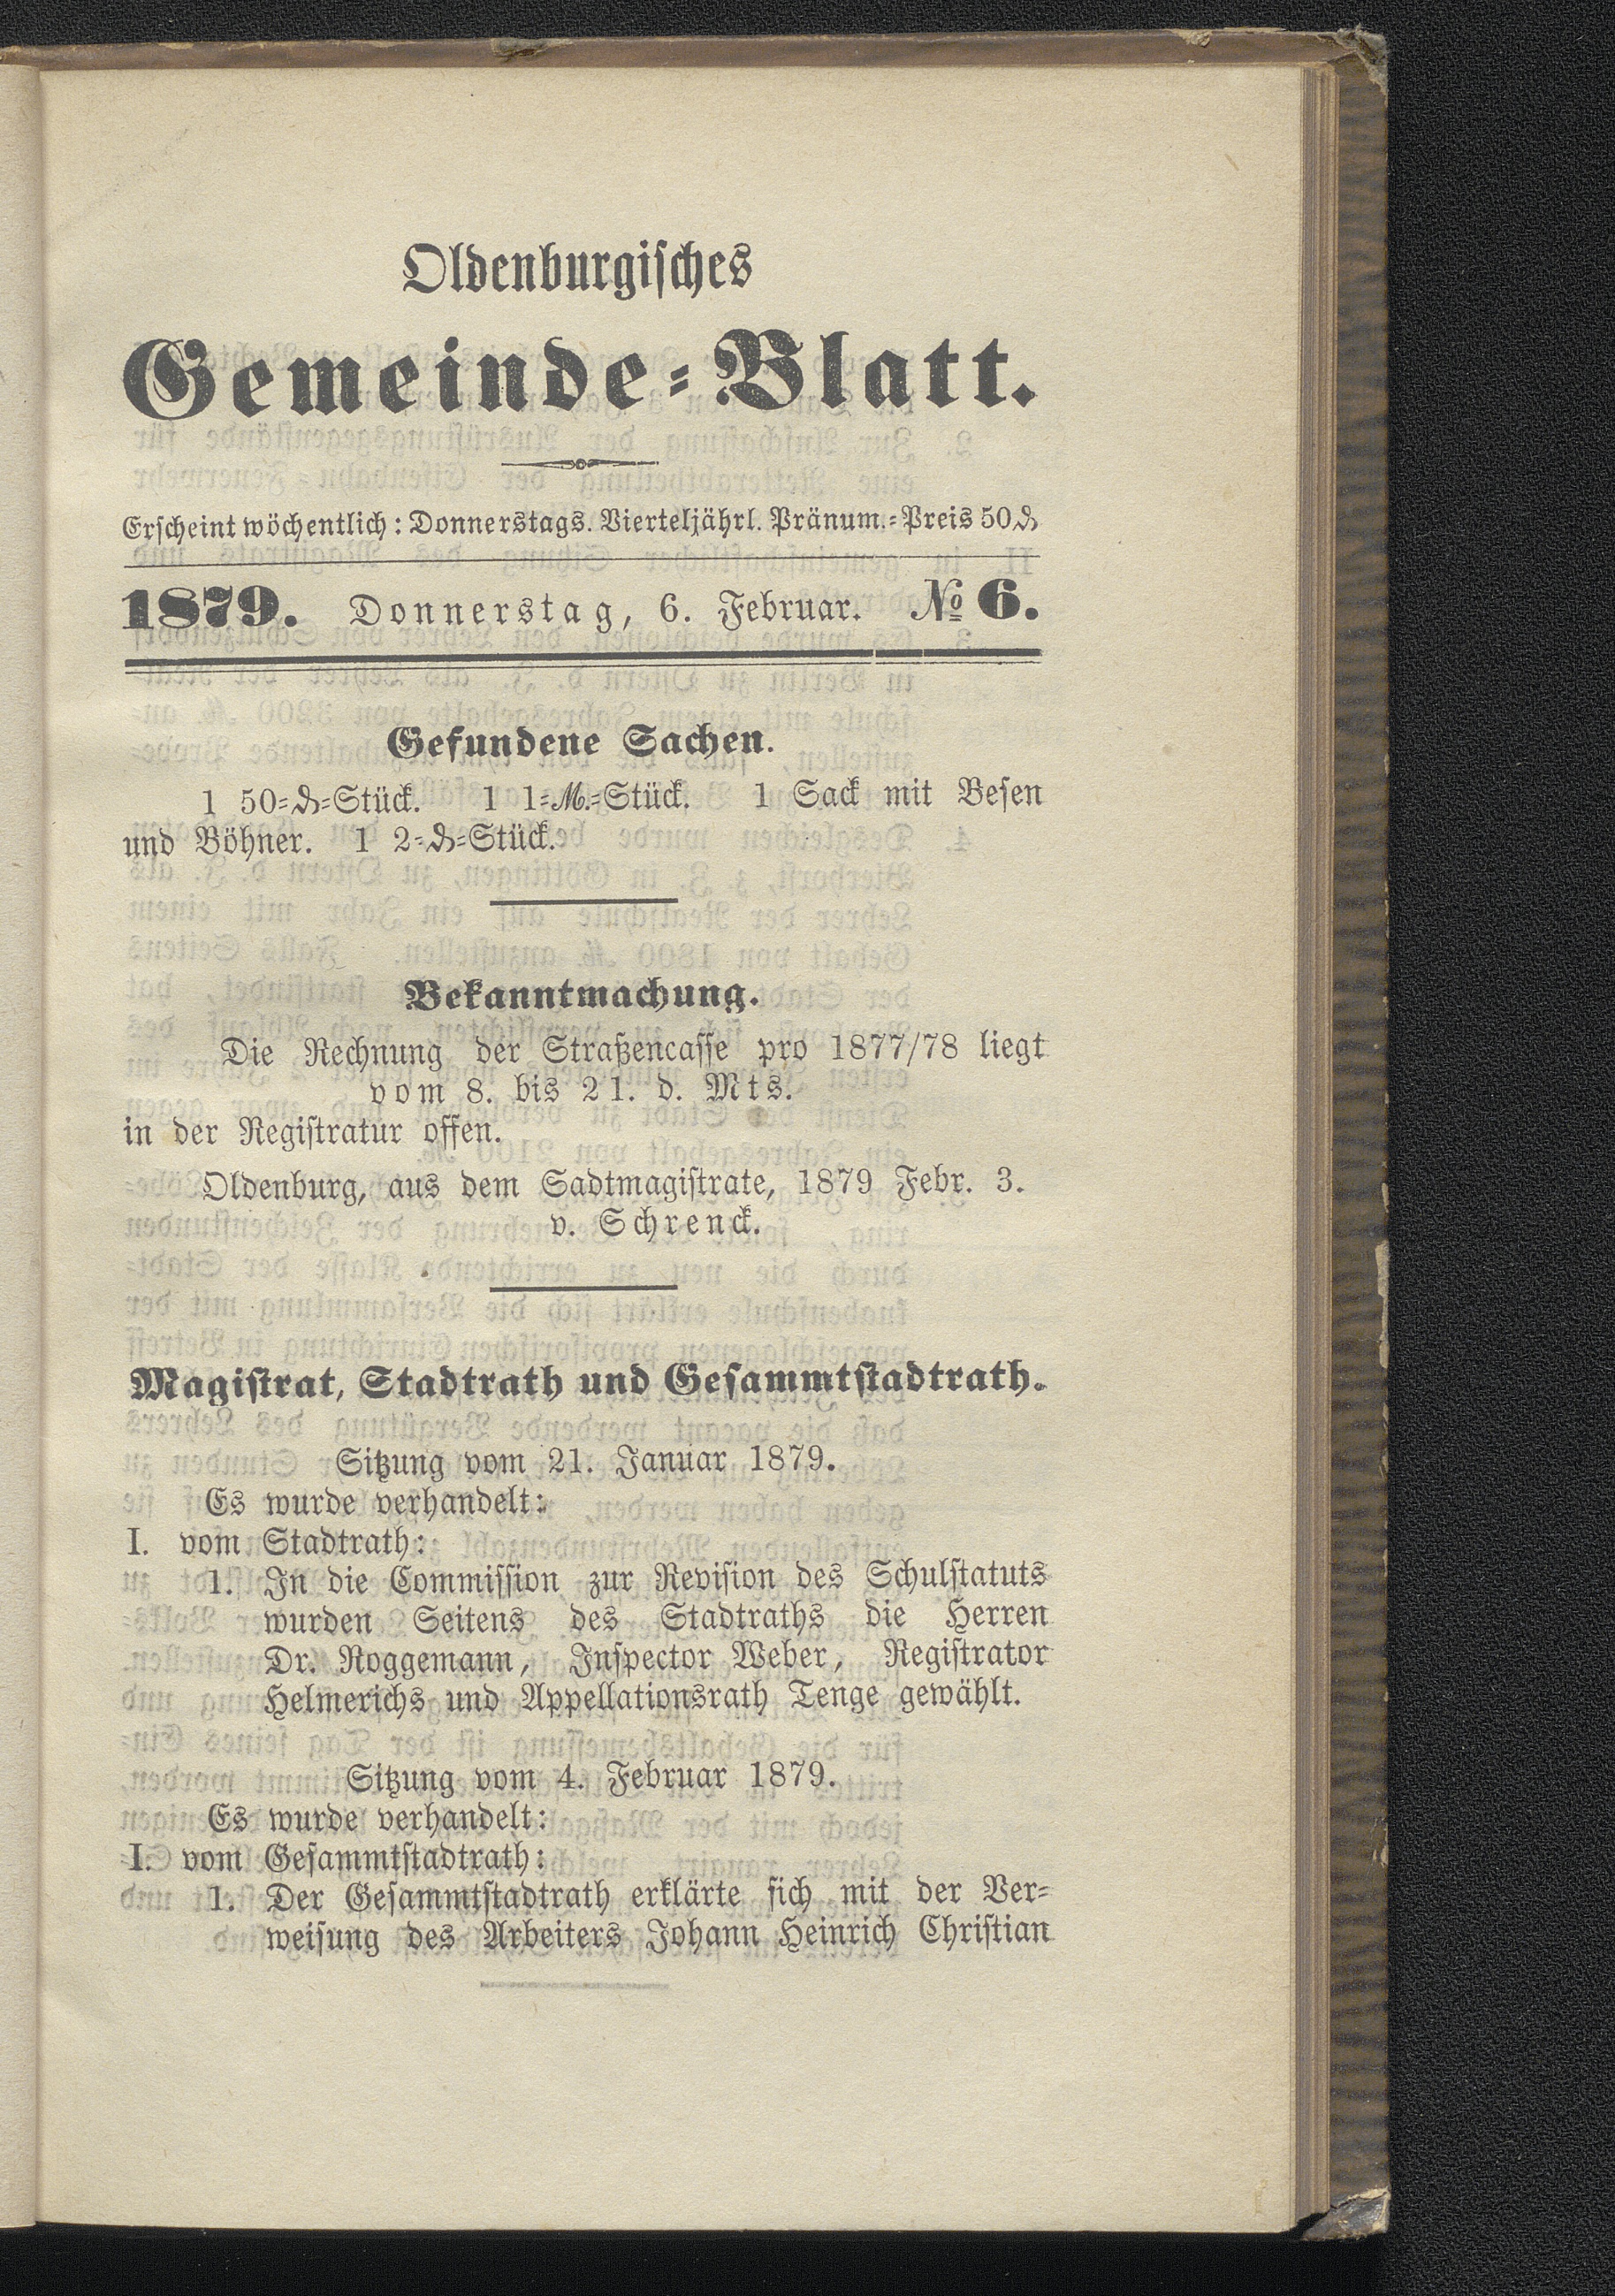 Oldenburgisches
Gemeinde-Blatt.
Erscheint wöchentlich: Donnerstags. Vierteljährl. Pränum.-Preis 50 ₰
1879. Donnerstag, 6. Februar. № 6.
Gefundene Sachen.
1 50-₰-Stück. 1 1-M.-Stück. 1 Sack mit Besen
und Böhner. 1 2-₰-Stück.
Bekanntmachung.
Die Rechnung der Straßencasse pro 1877/78 liegt
vom 8. bis 21. d. Mts.
in der Registratur offen.
Oldenburg, aus dem Sadtmagistrate, 1879 Febr. 3.
v. Schrenck.
Magistrat, Stadtrath und Gesammtstadtrath.
Sitzung vom 21. Januar 1879.
Es wurde verhandelt:
I. vom Stadtrath:
1. In die Commission zur Revision des Schulstatuts
wurden Seitens des Stadtraths die Herren
Dr. Roggemann, Inspector Weber, Registrator
Helmerichs und Appellationsrath Tenge gewählt.
Sitzung vom 4. Februar 1879.
Es wurde verhandelt:
I. vom Gesammtstadtrath:
1. Der Gesammtstadtrath erklärte sich mit der Ver-
weisung des Arbeiters Johann Heinrich Christian